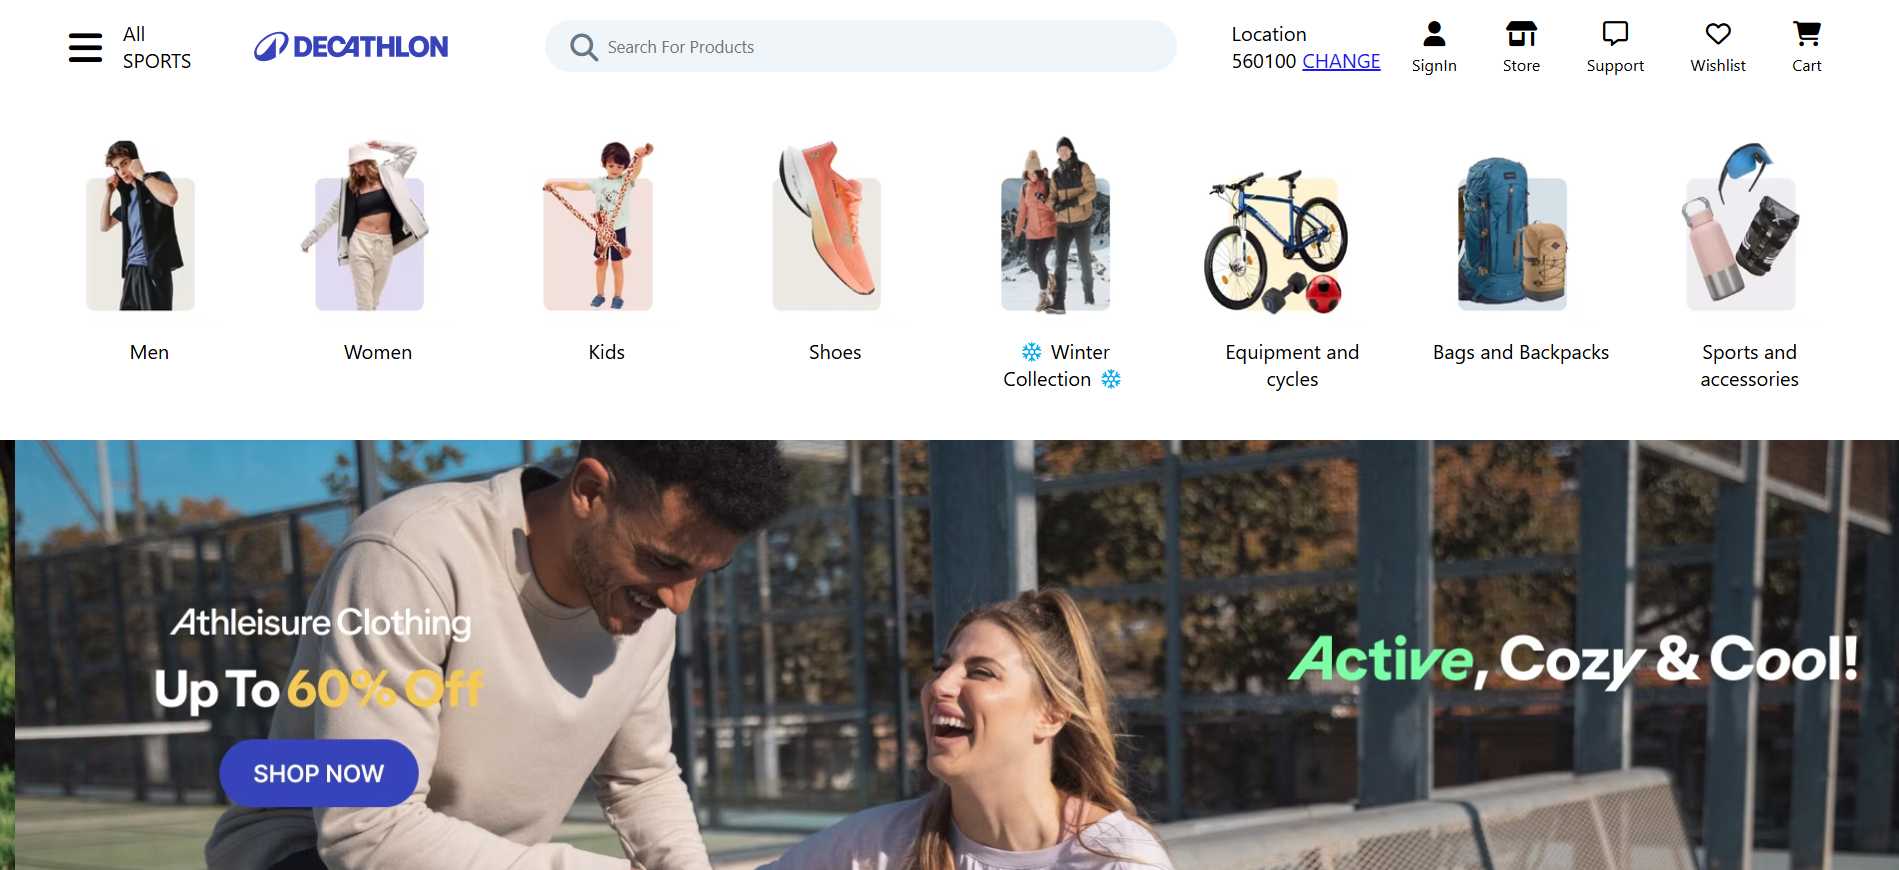 All
SPORTS
DECATHLON
Search For Products
Location
560100 CHANGE
SignIn
Store
Support
Wishlist
Cart
Men
Women
Kids
Shoes
❄ Winter
Collection ❄
Equipment and
cycles
Bags and Backpacks
Sports and
accessories
Athleisure Clothing
Up To 60% Off
SHOP NOW
Active, Cozy & Cool!